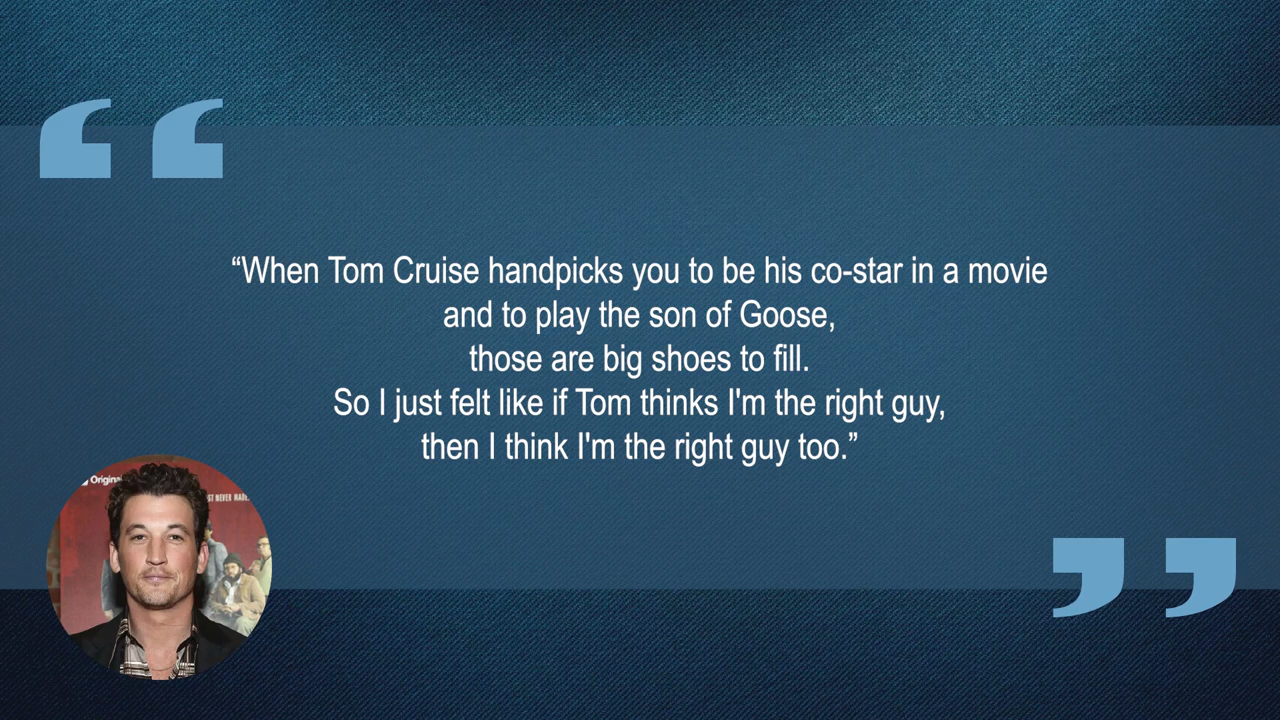 “When Tom Cruise handpicks you to be his co-star in a movie
and to play the son of Goose,
those are big shoes to fill.
So I just felt like if Tom thinks I'm the right guy,
then I think I'm the right guy too.”